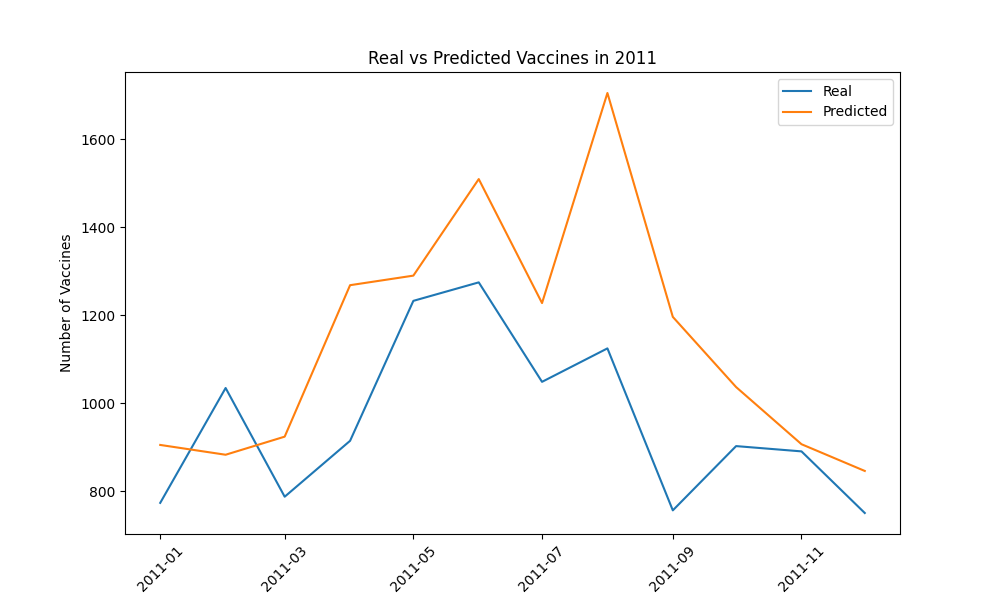 Real vs Predicted Vaccines in 2011
Real
Predicted
Number of Vaccines
1600
1400
1200
1000
800
2011-01
2011-03
2011-05
2011-07
2011-09
2011-11